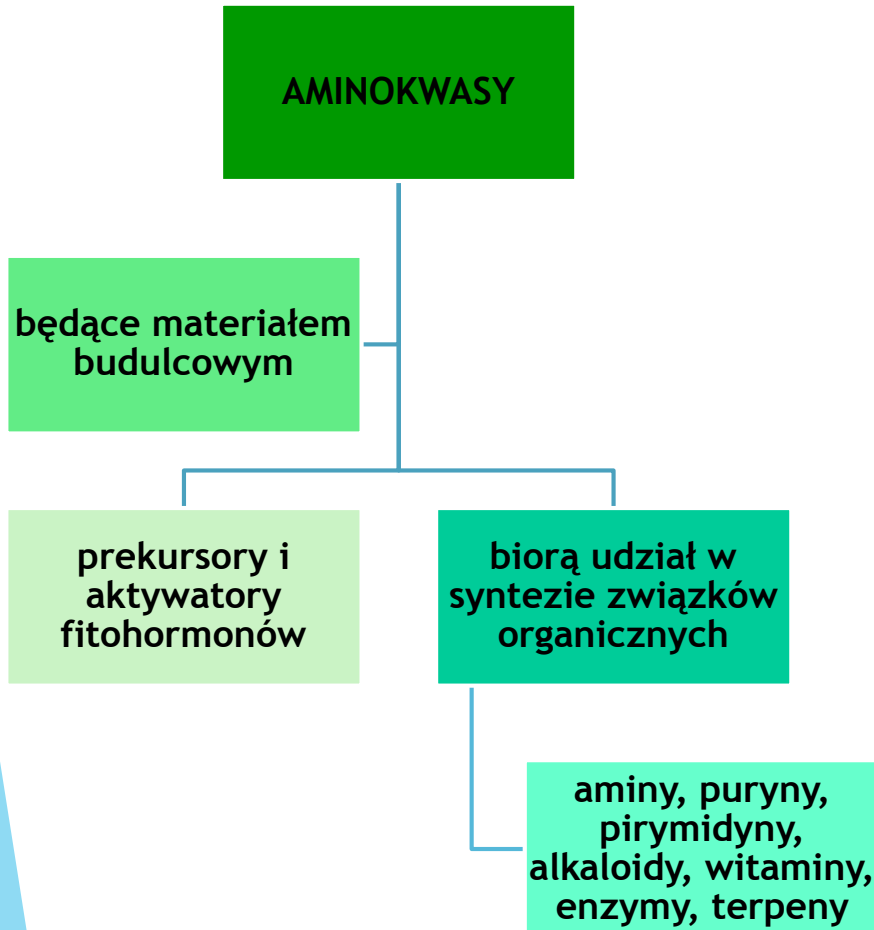 AMINOKWASY
będące materiałem
budulcowym
prekursory i
aktywatory
fitohormonów
biorą udział w
syntezie związków
organicznych
aminy, puryny,
pirymidyny,
alkaloidy, witaminy,
enzymy, terpeny